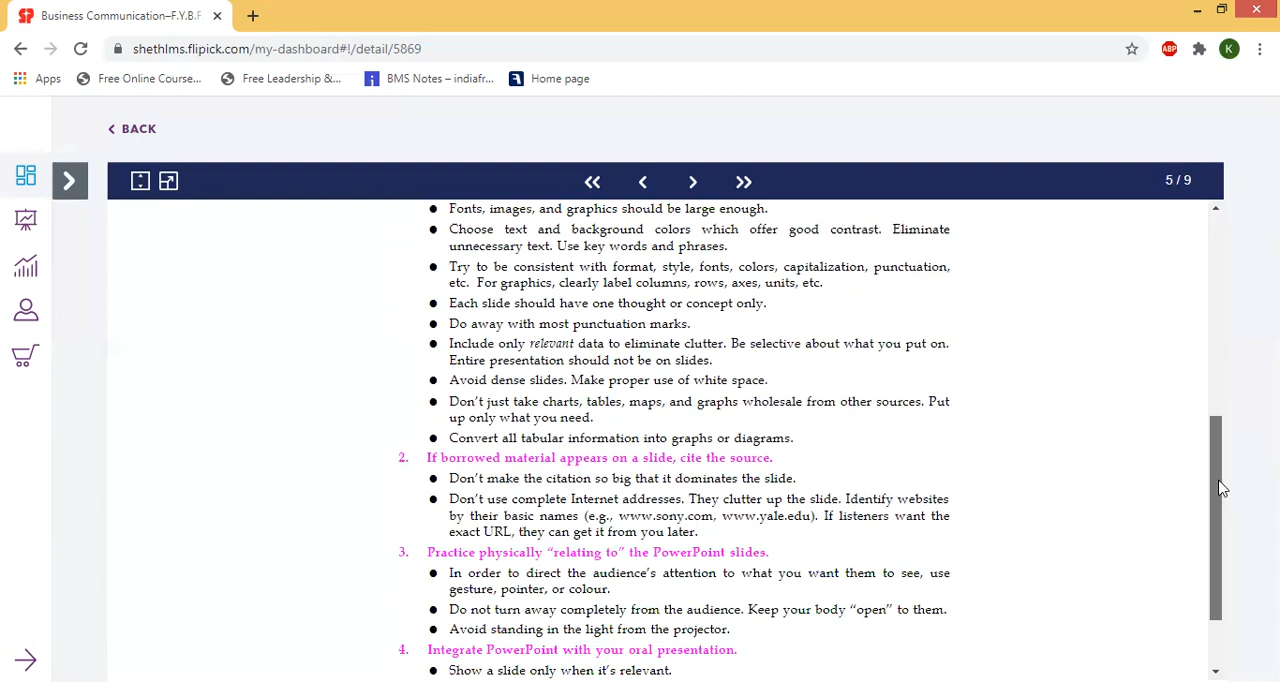 Business Communication–F.Y.B.F
shethlms.flipick.com/my-dashboard#!/detail/5869
ABP
K
Apps
Free Online Course...
Free Leadership &...
BMS Notes – indiafr...
Home page
BACK
5 / 9
● Fonts, images, and graphics should be large enough.
● Choose text and background colors which offer good contrast. Eliminate
unnecessary text. Use key words and phrases.
● Try to be consistent with format, style, fonts, colors, capitalization, punctuation,
etc. For graphics, clearly label columns, rows, axes, units, etc.
● Each slide should have one thought or concept only.
● Do away with most punctuation marks.
● Include only relevant data to eliminate clutter. Be selective about what you put on.
Entire presentation should not be on slides.
● Avoid dense slides. Make proper use of white space.
● Don't just take charts, tables, maps, and graphs wholesale from other sources. Put
up only what you need.
● Convert all tabular information into graphs or diagrams.
2. If borrowed material appears on a slide, cite the source.
● Don't make the citation so big that it dominates the slide.
● Don't use complete Internet addresses. They clutter up the slide. Identify websites
by their basic names (e.g., www.sony.com, www.yale.edu). If listeners want the
exact URL, they can get it from you later.
3. Practice physically “relating to” the PowerPoint slides.
● In order to direct the audience's attention to what you want them to see, use
gesture, pointer, or colour.
● Do not turn away completely from the audience. Keep your body “open” to them.
● Avoid standing in the light from the projector.
4. Integrate PowerPoint with your oral presentation.
● Show a slide only when it's relevant.